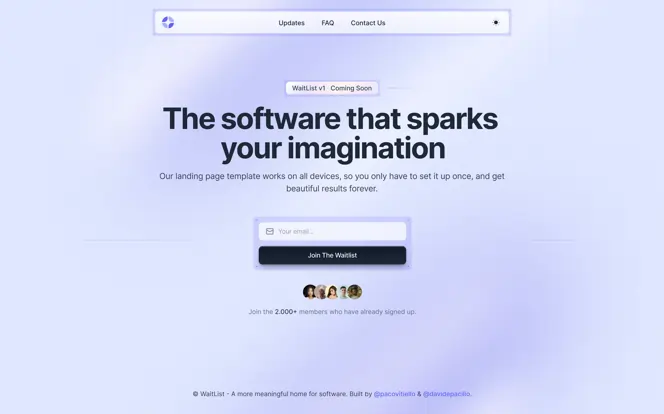 Updates FAQ Contact Us
WaitList v1 · Coming Soon
The software that sparks
your imagination
Our landing page template works on all devices, so you only have to set it up once, and get
beautiful results forever.
Your email...
Join The Waitlist
Join the 2.000+ members who have already signed up.
© WaitList - A more meaningful home for software. Built by @pacovitiello & @davidepacilio.